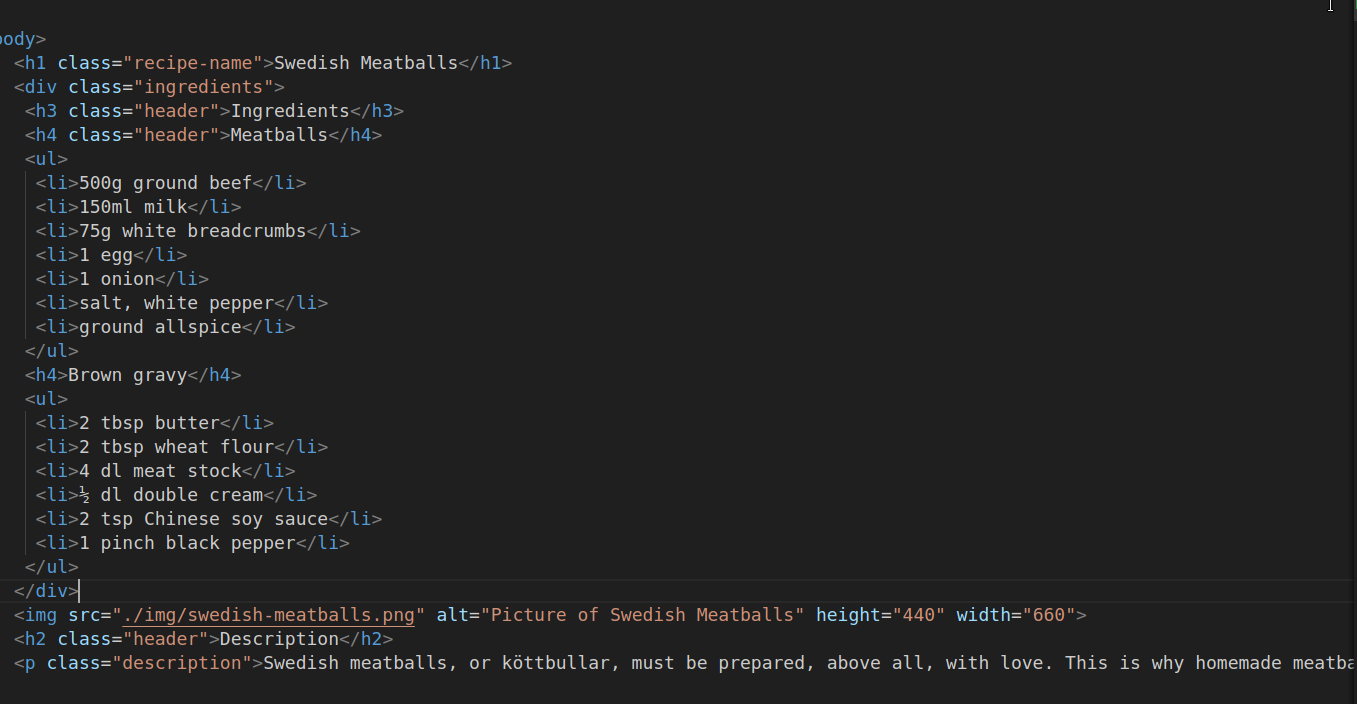 ody>
<h1 class="recipe-name">Swedish Meatballs</h1>
<div class="ingredients">
<h3 class="header">Ingredients</h3>
<h4 class="header">Meatballs</h4>
<ul>
<li>500g ground beef</li>
<li>150ml milk</li>
<li>75g white breadcrumbs</li>
<li>1 egg</li>
<li>1 onion</li>
<li>salt, white pepper</li>
<li>ground allspice</li>
</ul>
<h4>Brown gravy</h4>
<ul>
<li>2 tbsp butter</li>
<li>2 tbsp wheat flour</li>
<li>4 dl meat stock</li>
<li>½ dl double cream</li>
<li>2 tsp Chinese soy sauce</li>
<li>1 pinch black pepper</li>
</ul>
</div>
<img src="./img/swedish-meatballs.png" alt="Picture of Swedish Meatballs" height="440" width="660">
<h2 class="header">Description</h2>
<p class="description">Swedish meatballs, or köttbullar, must be prepared, above all, with love. This is why homemade meatba